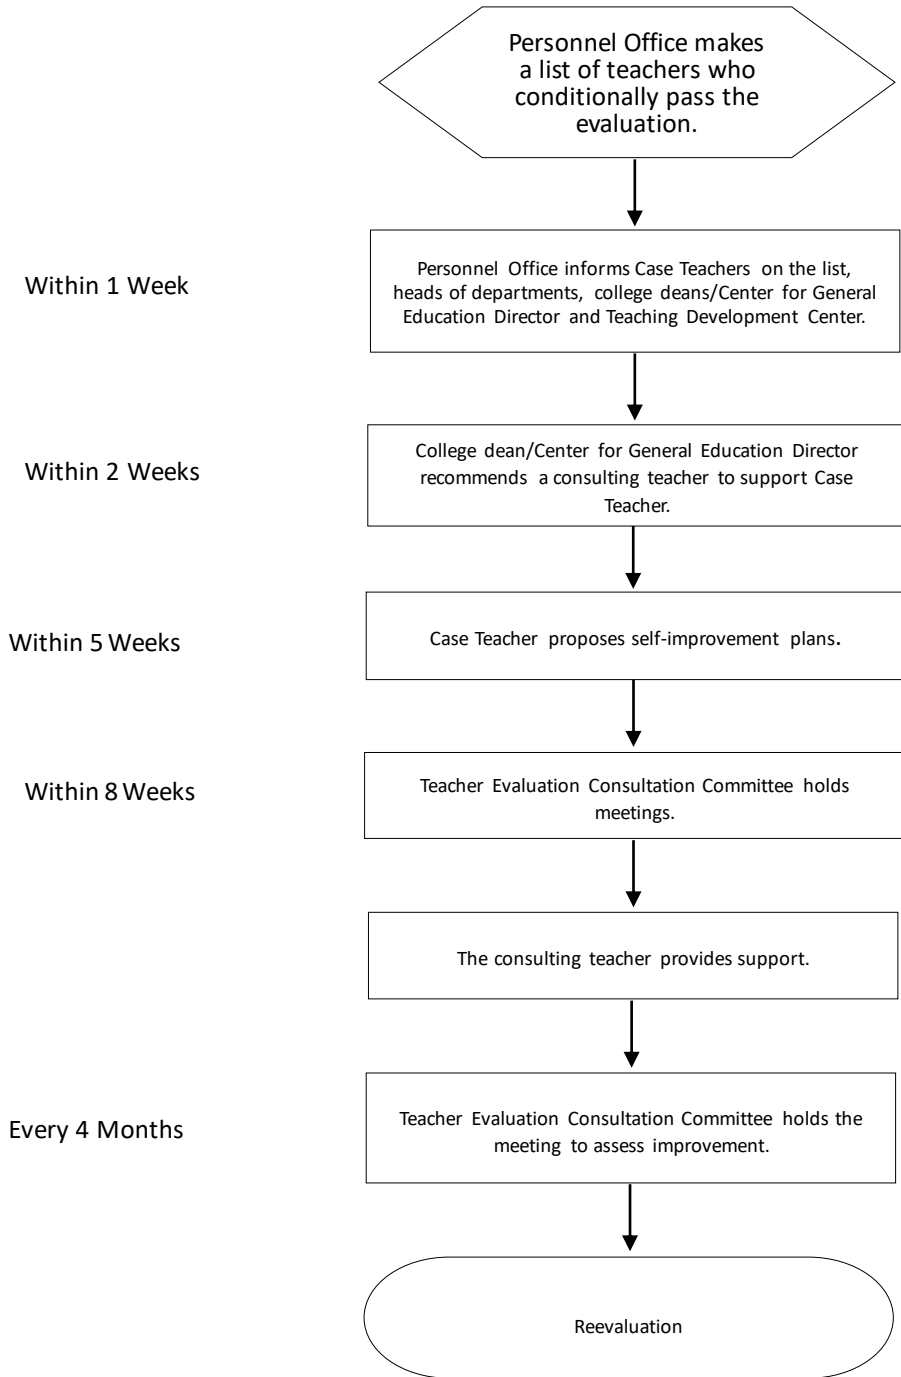 Personnel Office makes
a list of teachers who
conditionally pass the
evaluation.
Within 1 Week
Personnel Office informs Case Teachers on the list,
heads of departments, college deans/Center for General
Education Director and Teaching Development Center.
Within 2 Weeks
College dean/Center for General Education Director
recommends a consulting teacher to support Case
Teacher.
Within 5 Weeks
Case Teacher proposes self-improvement plans.
Within 8 Weeks
Teacher Evaluation Consultation Committee holds
meetings.
The consulting teacher provides support.
Every 4 Months
Teacher Evaluation Consultation Committee holds the
meeting to assess improvement.
Reevaluation